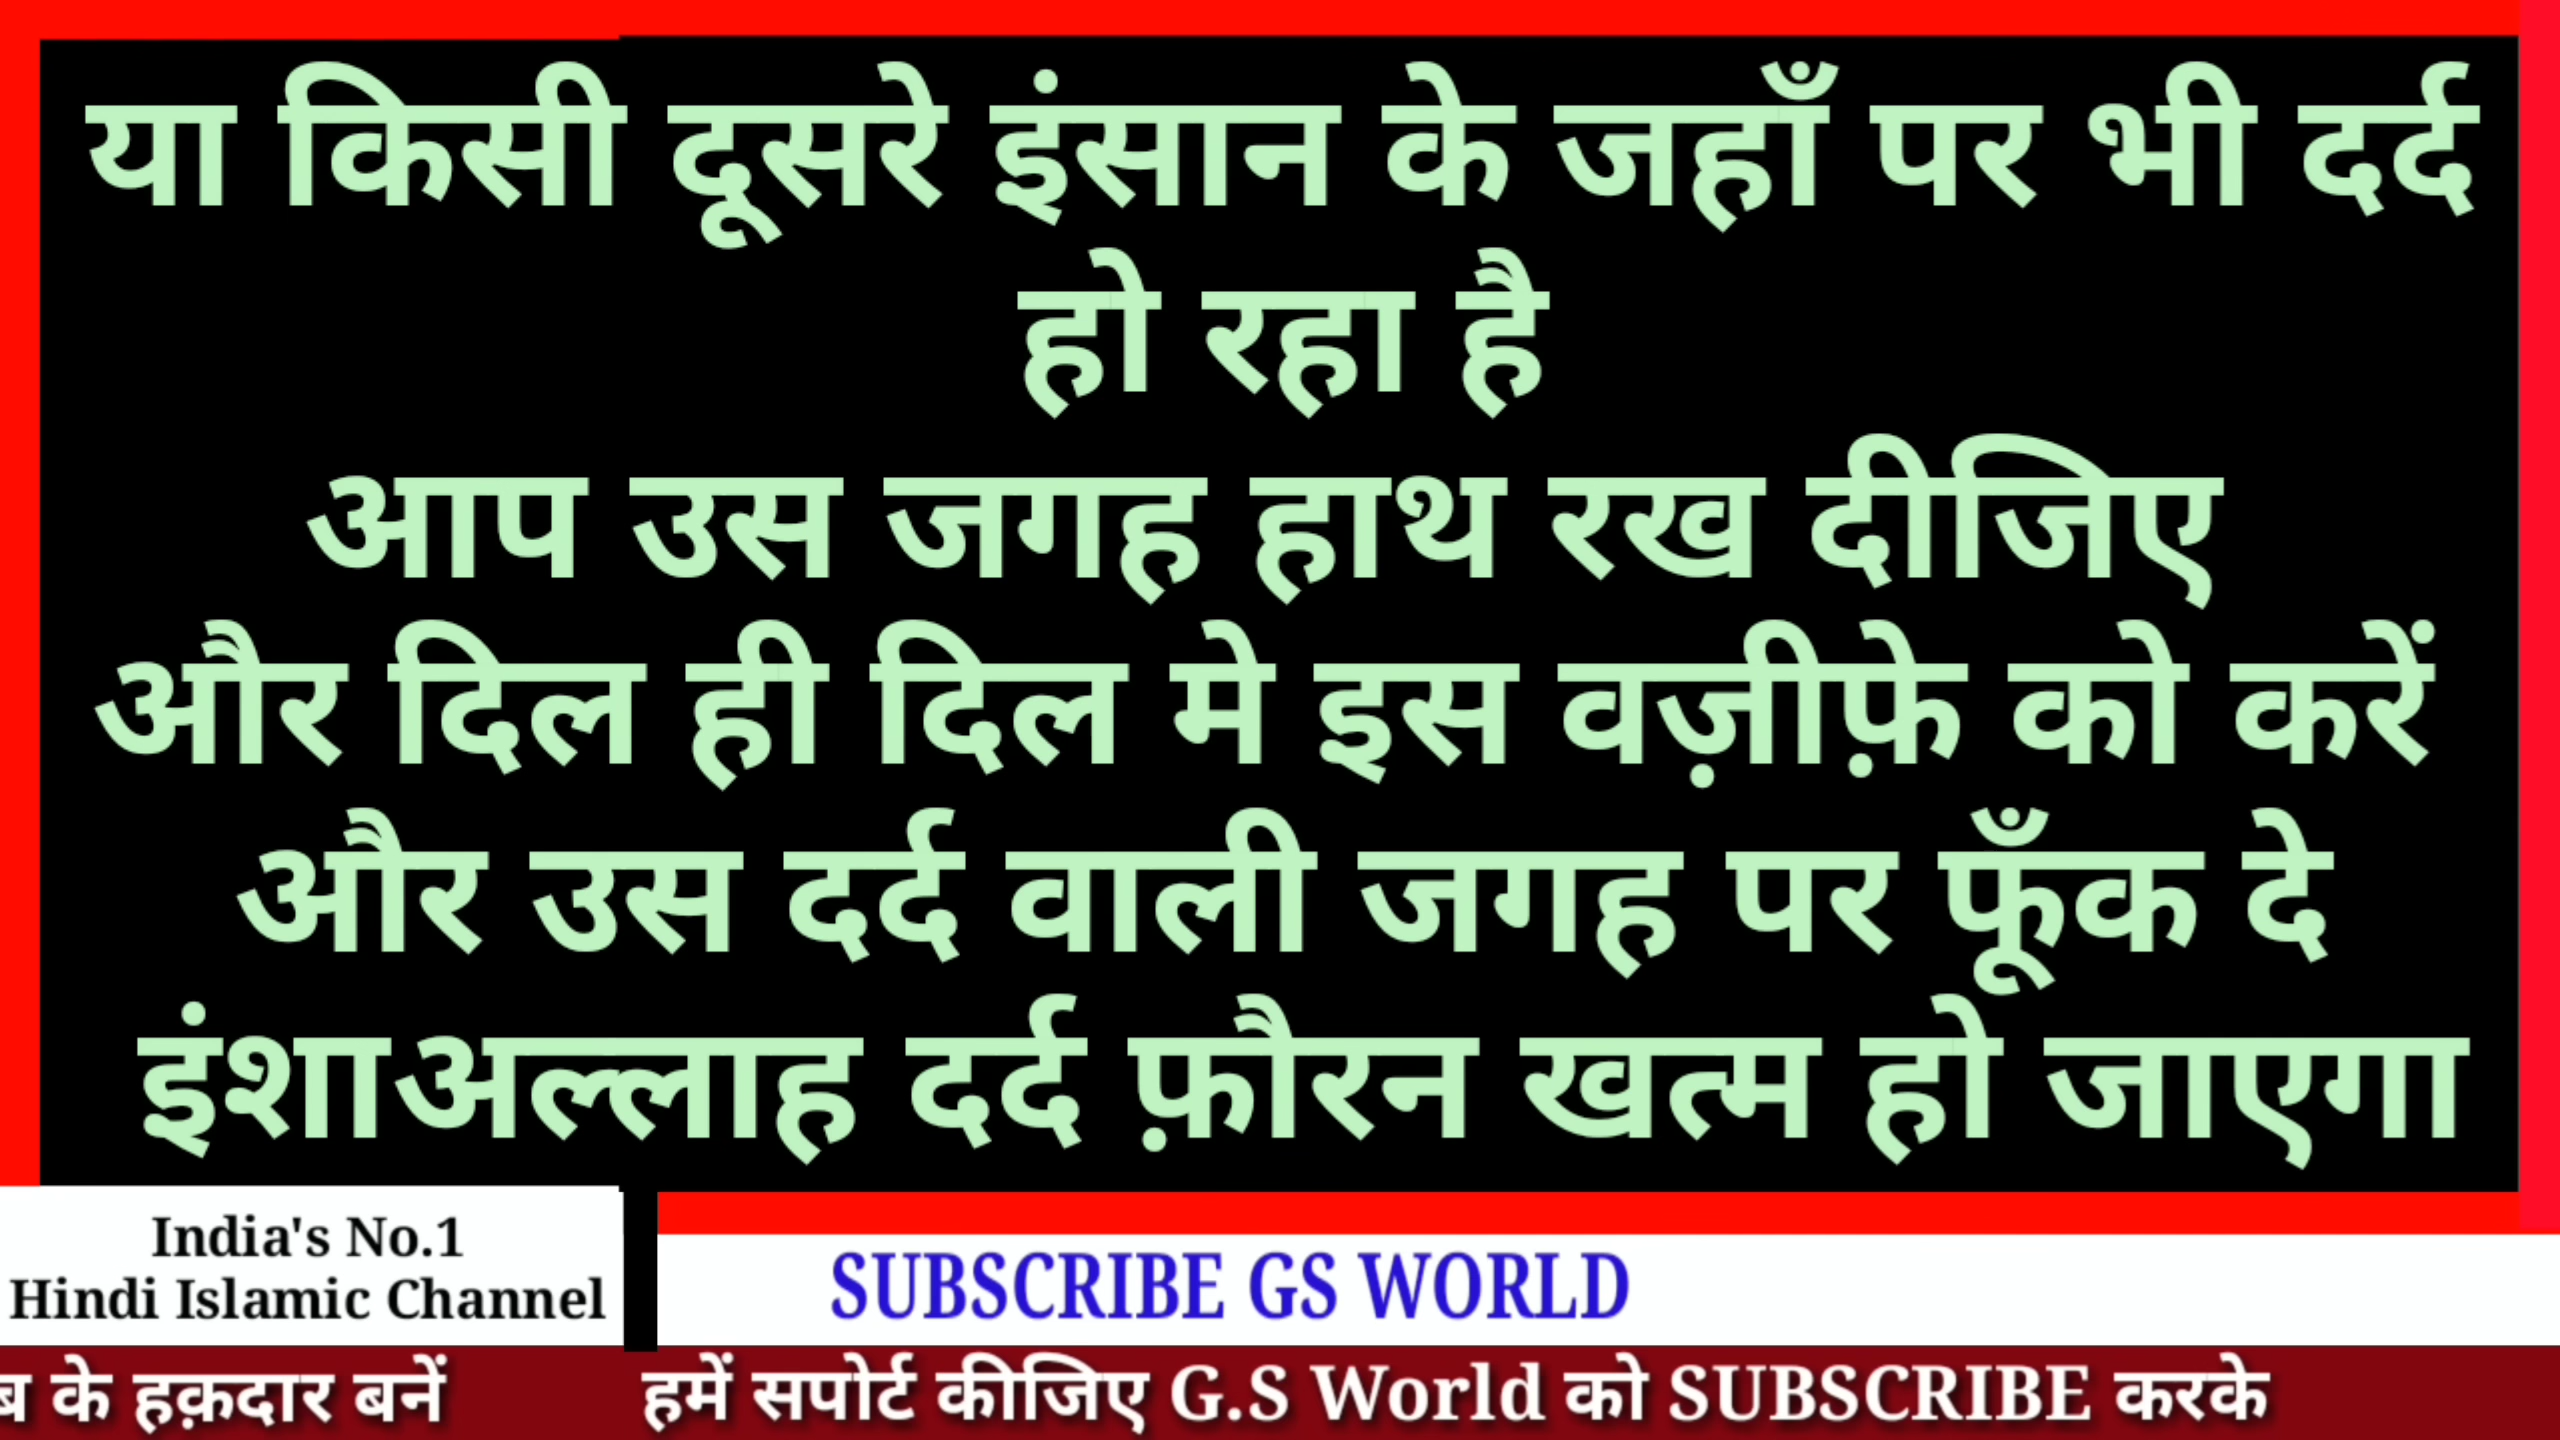 या किसी दूसरे इंसान के जहाँ पर भी दर्द
हो रहा है
आप उस जगह हाथ रख दीजिए
और दिल ही दिल मे इस वज़ीफ़े को करें
और उस दर्द वाली जगह पर फूँक दे
इंशाअल्लाह दर्द फ़ौरन खत्म हो जाएगा
India's No.1
Hindi Islamic Channel
SUBSCRIBE GS WORLD
के हक़दार बनें हमें सपोर्ट कीजिए G.S World को SUBSCRIBE करके